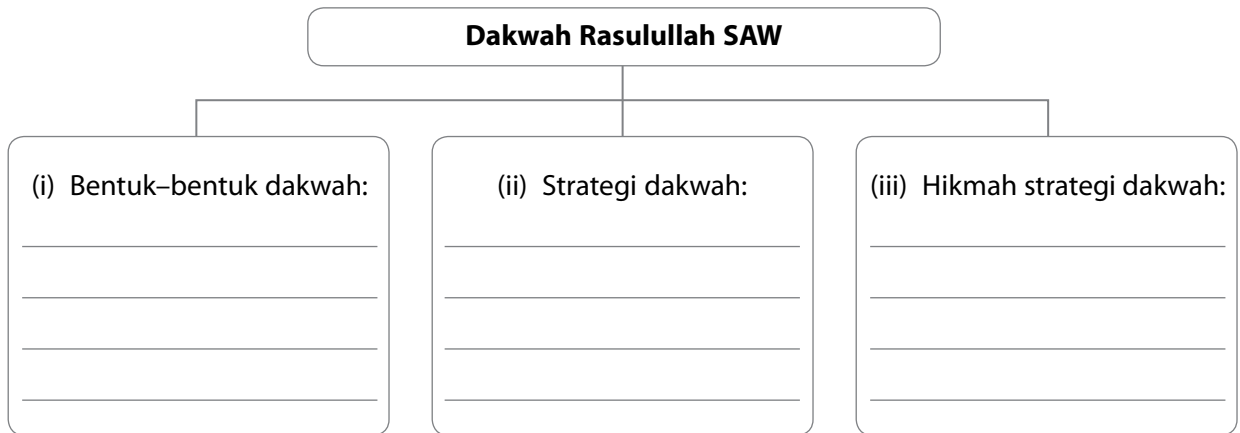 Dakwah Rasulullah SAW
(i) Bentuk–bentuk dakwah:
(ii) Strategi dakwah:
(iii) Hikmah strategi dakwah: